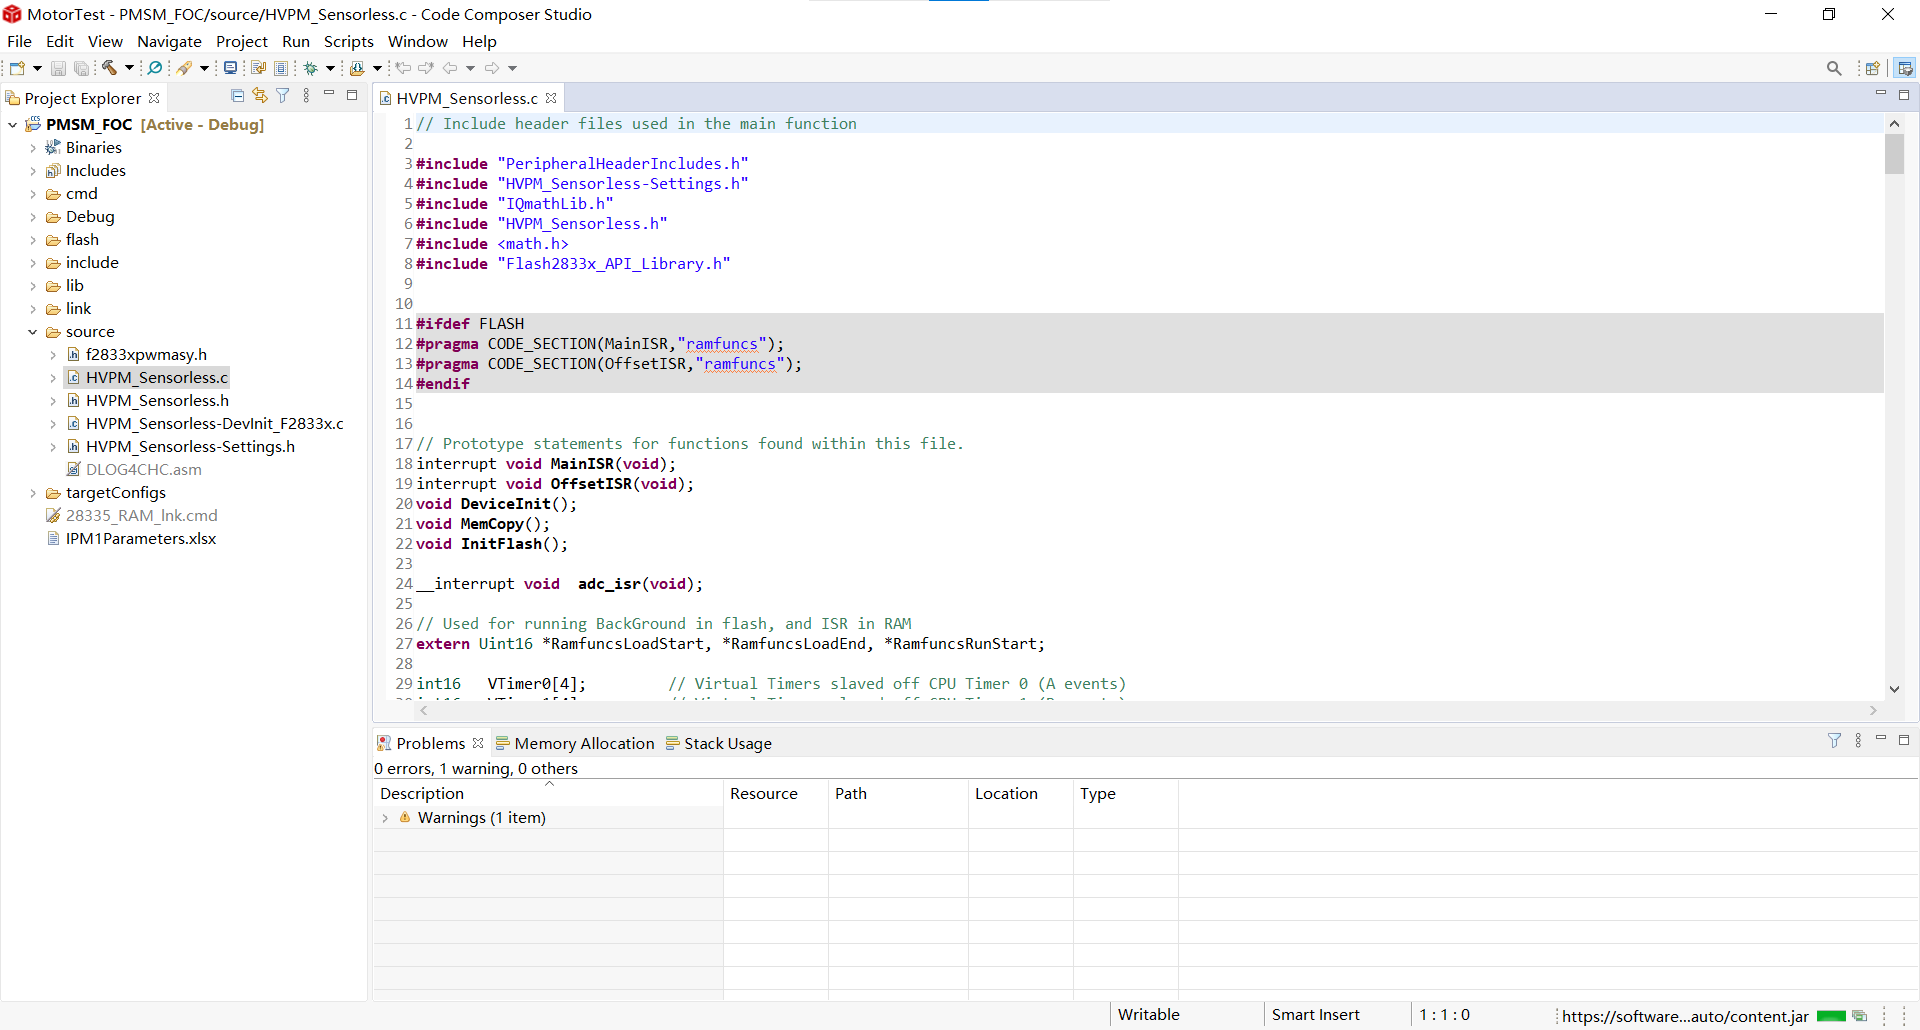 MotorTest - PMSM_FOC/source/HVPM_Sensorless.c - Code Composer Studio
File Edit View Navigate Project Run Scripts Window Help
Project Explorer
PMSM_FOC [Active - Debug]
Binaries
Includes
cmd
Debug
flash
include
lib
link
source
f2833xpwmasy.h
HVPM_Sensorless.c
HVPM_Sensorless.h
HVPM_Sensorless-DevInit_F2833x.c
HVPM_Sensorless-Settings.h
DLOG4CHC.asm
targetConfigs
28335_RAM_lnk.cmd
IPM1Parameters.xlsx
HVPM_Sensorless.c
1 // Include header files used in the main function
2
3 #include "PeripheralHeaderIncludes.h"
4 #include "HVPM_Sensorless-Settings.h"
5 #include "IQmathLib.h"
6 #include "HVPM_Sensorless.h"
7 #include <math.h>
8 #include "Flash2833x_API_Library.h"
9
10
11 #ifdef FLASH
12 #pragma CODE_SECTION(MainISR,"ramfuncs");
13 #pragma CODE_SECTION(OffsetISR,"ramfuncs");
14 #endif
15
16
17 // Prototype statements for functions found within this file.
18 interrupt void MainISR(void);
19 interrupt void OffsetISR(void);
20 void DeviceInit();
21 void MemCopy();
22 void InitFlash();
23
24 __interrupt void  adc_isr(void);
25
26 // Used for running BackGround in flash, and ISR in RAM
27 extern Uint16 *RamfuncsLoadStart, *RamfuncsLoadEnd, *RamfuncsRunStart;
28
29 int16   VTimer0[4];         // Virtual Timers slaved off CPU Timer 0 (A events)
Problems Memory Allocation Stack Usage
0 errors, 1 warning, 0 others
Description Resource Path Location Type
Warnings (1 item)
Writable Smart Insert 1 : 1 : 0 https://software...auto/content.jar